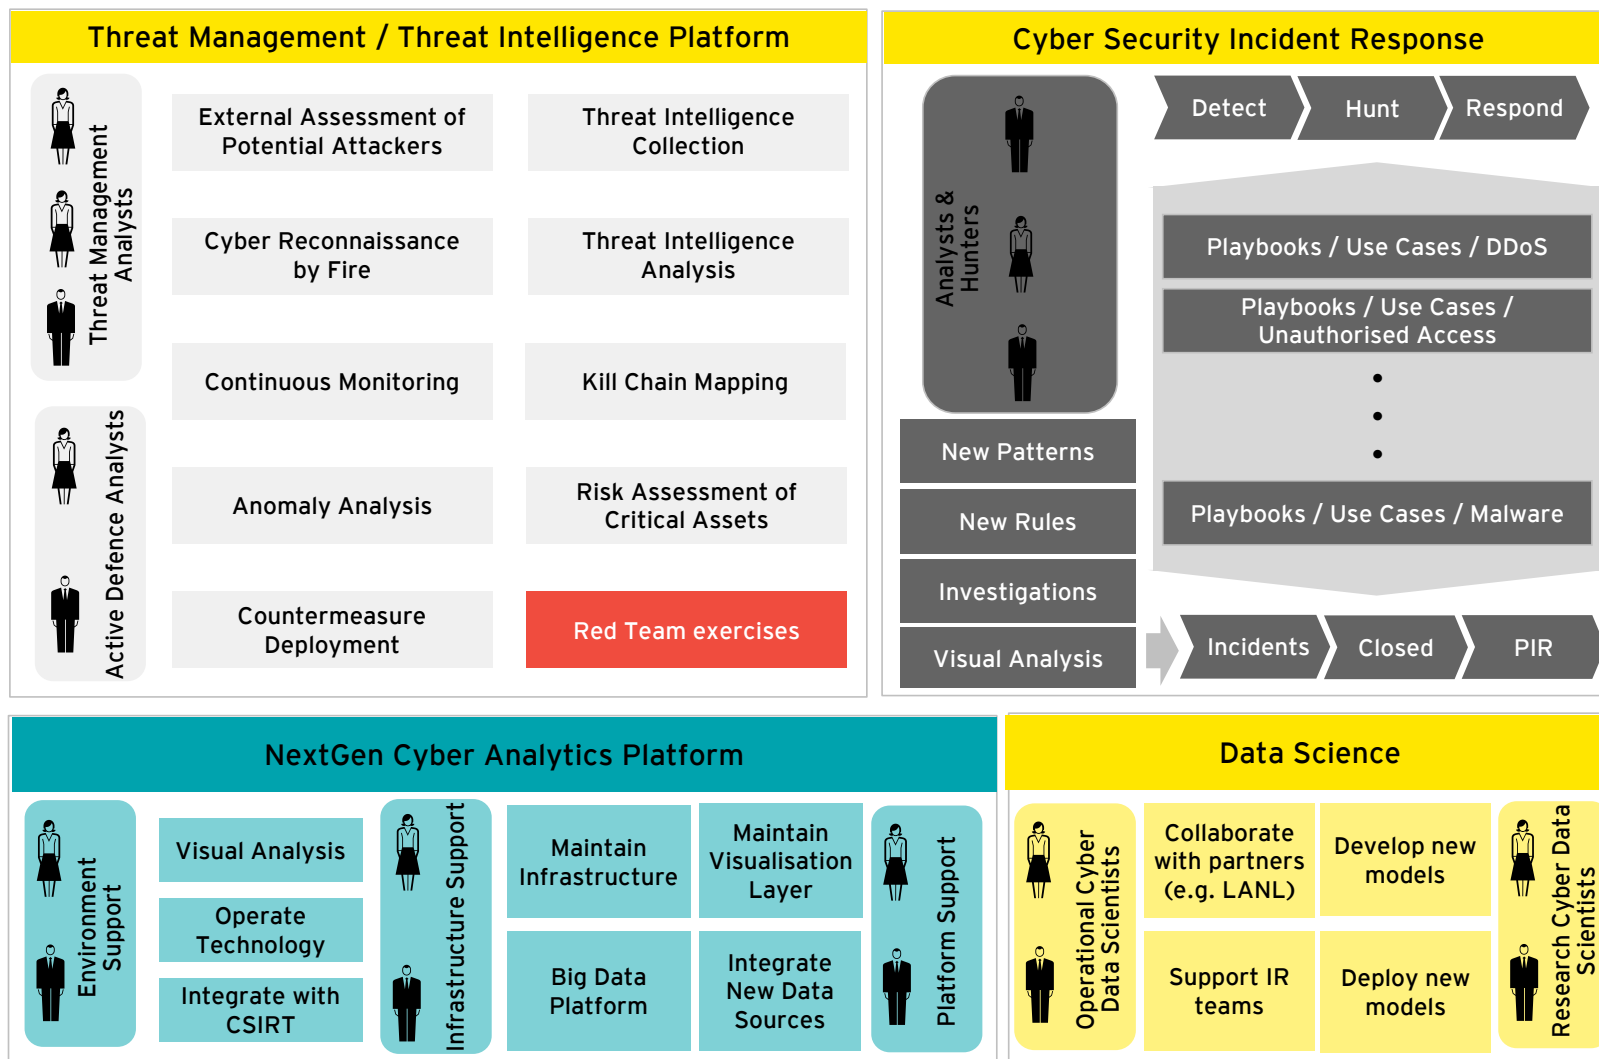 Threat Management / Threat Intelligence Platform
Threat Management
Analysts
Active Defence Analysts
External Assessment of
Potential Attackers
Threat Intelligence
Collection
Cyber Reconnaissance
by Fire
Threat Intelligence
Analysis
Continuous Monitoring
Kill Chain Mapping
Anomaly Analysis
Risk Assessment of
Critical Assets
Countermeasure
Deployment
Red Team exercises
Cyber Security Incident Response
Analysts &
Hunters
New Patterns
New Rules
Investigations
Visual Analysis
Detect
Hunt
Respond
Playbooks / Use Cases / DDoS
Playbooks / Use Cases /
Unauthorised Access
Playbooks / Use Cases / Malware
Incidents
Closed
PIR
NextGen Cyber Analytics Platform
Environment
Support
Visual Analysis
Operate
Technology
Integrate with
CSIRT
Infrastructure Support
Maintain
Infrastructure
Maintain
Visualisation
Layer
Big Data
Platform
Integrate
New Data
Sources
Platform Support
Data Science
Operational Cyber
Data Scientists
Collaborate
with partners
(e.g. LANL)
Develop new
models
Support IR
teams
Deploy new
models
Research Cyber Data
Scientists